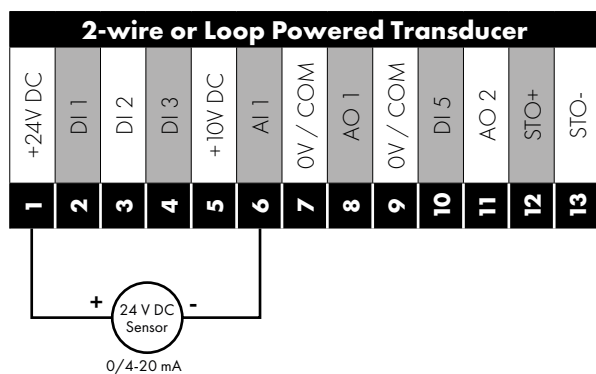 2-wire or Loop Powered Transducer
+24V DC
DI 1
DI 2
DI 3
+10V DC
AI 1
0V / COM
AO 1
0V / COM
DI 5
AO 2
STO+
STO-
1
2
3
4
5
6
7
8
9
10
11
12
13
+
-
24 V DC
Sensor
0/4-20 mA